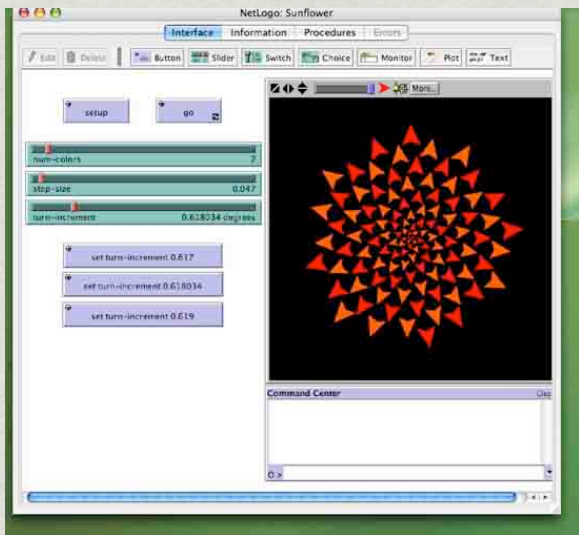 NetLogo: Sunflower
Interface Information Procedures Errors
Edit Delete Button Slider Switch Choice Monitor Plot Text
setup go
More...
num-colors 2
step-size 0.047
turn-increment 0.618034 degrees
set turn-increment 0.617
set turn-increment 0.618034
set turn-increment 0.619
Command Center
O>